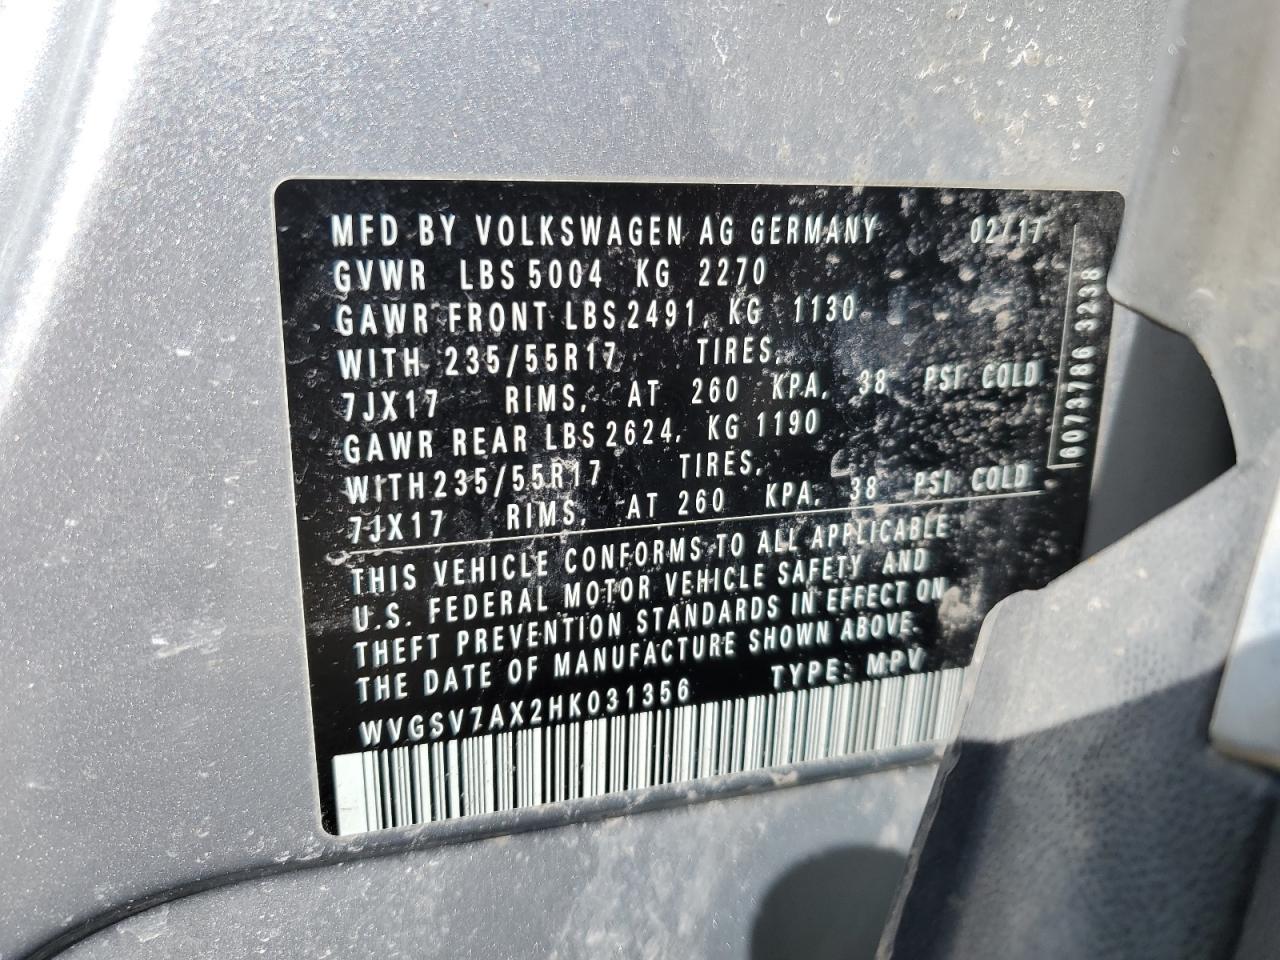 MFD BY VOLKSWAGEN AG GERMANY 02/17
GVWR LBS 5004 KG 2270
GAWR FRONT LBS 2491, KG 1130
WITH 235/55R17 TIRES,
7JX17 RIMS, AT 260 KPA, 38 PSI COLD
GAWR REAR LBS 2624, KG 1190
WITH 235/55R17 TIRES,
7JX17 RIMS, AT 260 KPA, 38 PSI COLD
THIS VEHICLE CONFORMS TO ALL APPLICABLE
U.S. FEDERAL MOTOR VEHICLE SAFETY AND
THEFT PREVENTION STANDARDS IN EFFECT ON
THE DATE OF MANUFACTURE SHOWN ABOVE.
WVGSV7AX2HK031356 TYPE: MPV